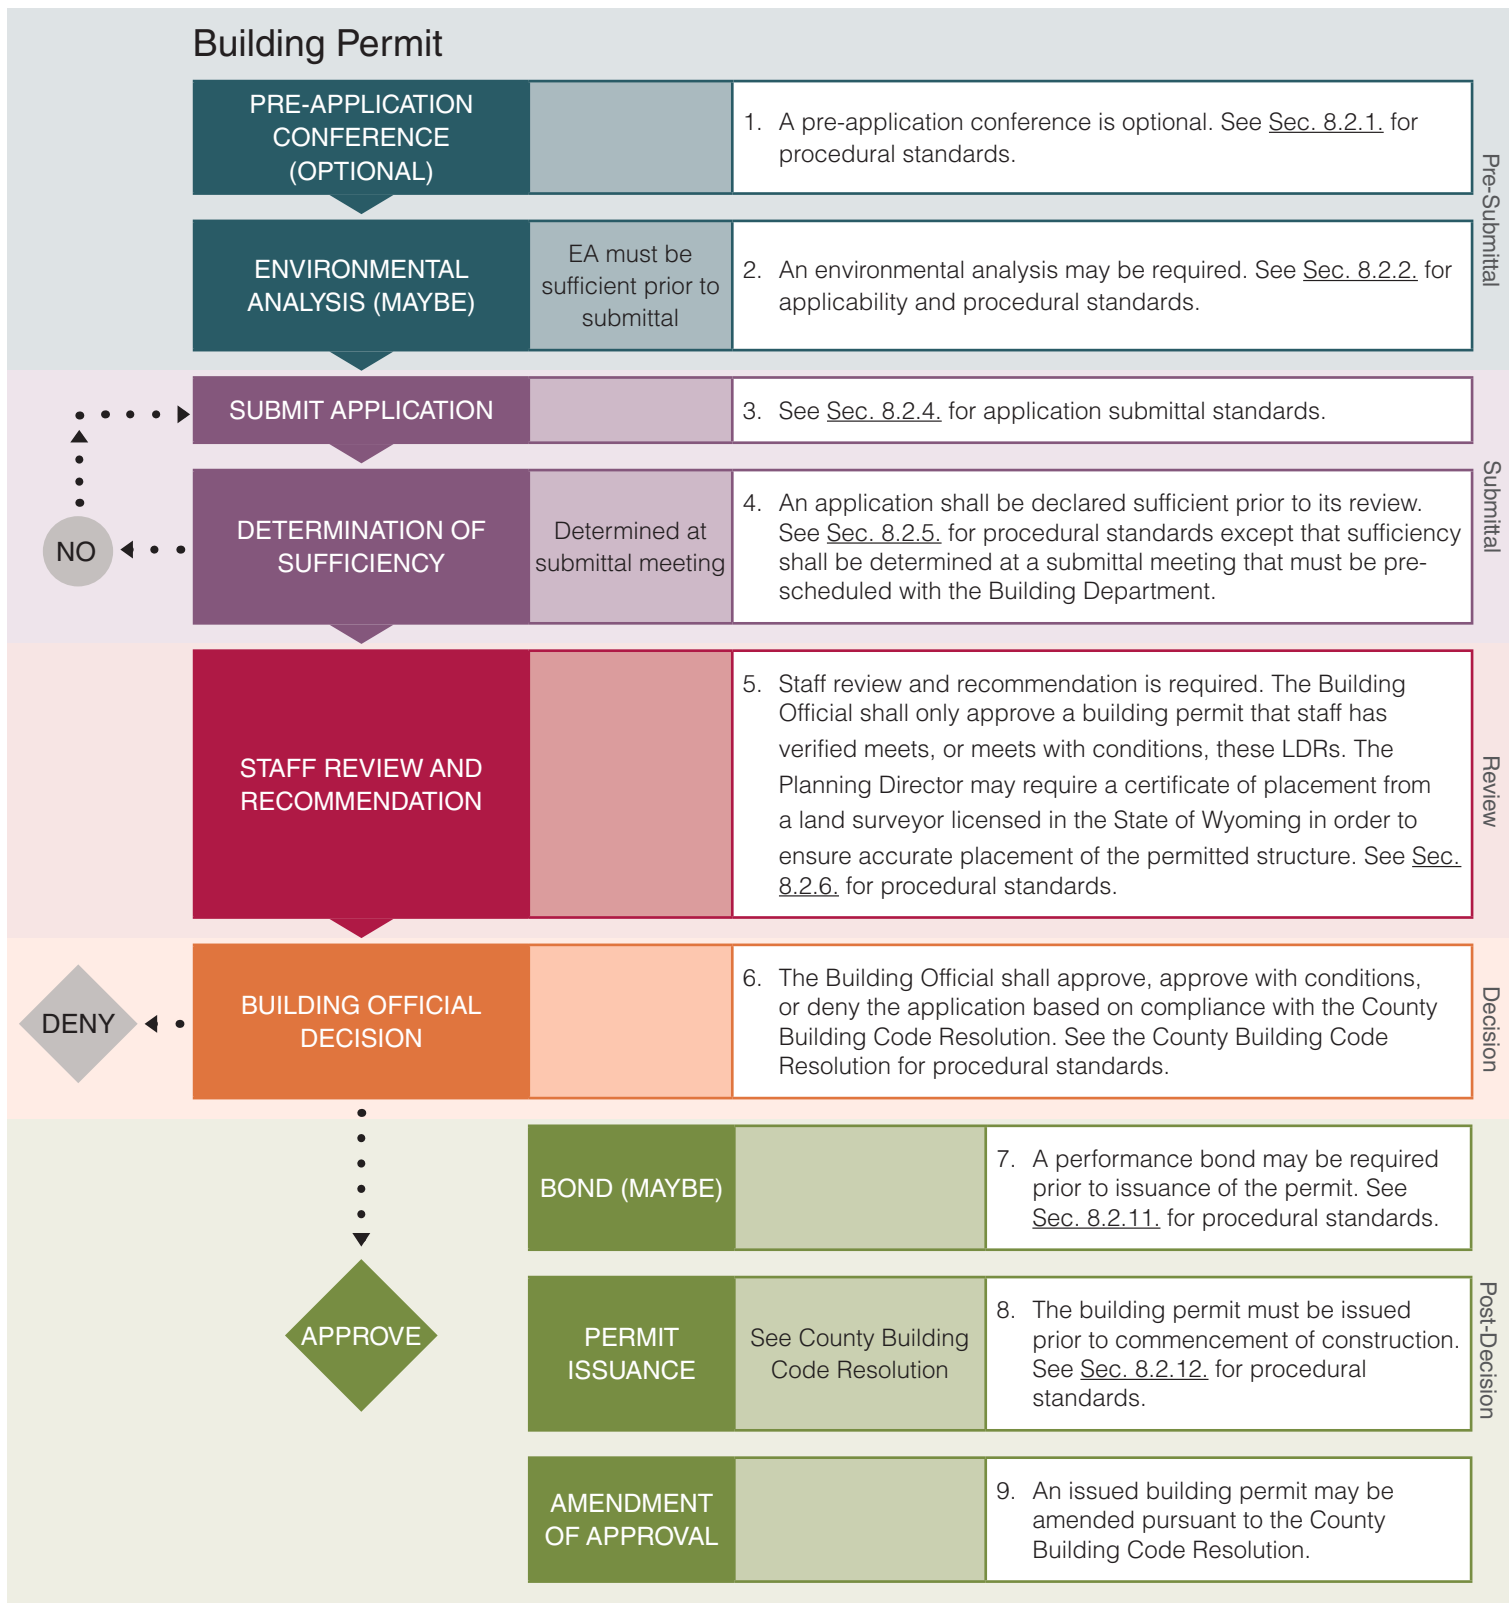 Building Permit
PRE-APPLICATION
CONFERENCE
(OPTIONAL)
1. A pre-application conference is optional. See Sec. 8.2.1. for
procedural standards.
Pre-Submittal
ENVIRONMENTAL
ANALYSIS (MAYBE)
EA must be
sufficient prior to
submittal
2. An environmental analysis may be required. See Sec. 8.2.2. for
applicability and procedural standards.
SUBMIT APPLICATION
3. See Sec. 8.2.4. for application submittal standards.
Submittal
NO
DETERMINATION OF
SUFFICIENCY
Determined at
submittal meeting
4. An application shall be declared sufficient prior to its review.
See Sec. 8.2.5. for procedural standards except that sufficiency
shall be determined at a submittal meeting that must be pre-
scheduled with the Building Department.
STAFF REVIEW AND
RECOMMENDATION
5. Staff review and recommendation is required. The Building
Official shall only approve a building permit that staff has
verified meets, or meets with conditions, these LDRs. The
Planning Director may require a certificate of placement from
a land surveyor licensed in the State of Wyoming in order to
ensure accurate placement of the permitted structure. See Sec.
8.2.6. for procedural standards.
Review
DENY
BUILDING OFFICIAL
DECISION
6. The Building Official shall approve, approve with conditions,
or deny the application based on compliance with the County
Building Code Resolution. See the County Building Code
Resolution for procedural standards.
Decision
BOND (MAYBE)
7. A performance bond may be required
prior to issuance of the permit. See
Sec. 8.2.11. for procedural standards.
APPROVE
PERMIT
ISSUANCE
See County Building
Code Resolution
8. The building permit must be issued
prior to commencement of construction.
See Sec. 8.2.12. for procedural
standards.
Post-Decision
AMENDMENT
OF APPROVAL
9. An issued building permit may be
amended pursuant to the County
Building Code Resolution.